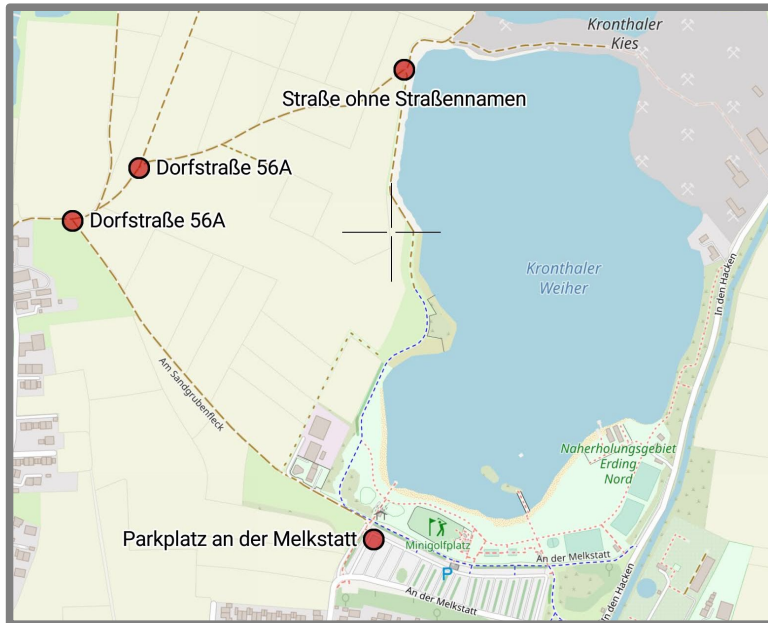 Kronthaler
Kies
Straße ohne Straßennamen
Dorfstraße 56A
Dorfstraße 56A
Kronthaler
Weiher
In den Hacken
Am Sandgrubenfleck
Naherholungsgebiet
Erding
Nord
Parkplatz an der Melkstatt
Minigolfplatz
An der Melkstatt
P
An der Melkstatt
In den Hacken